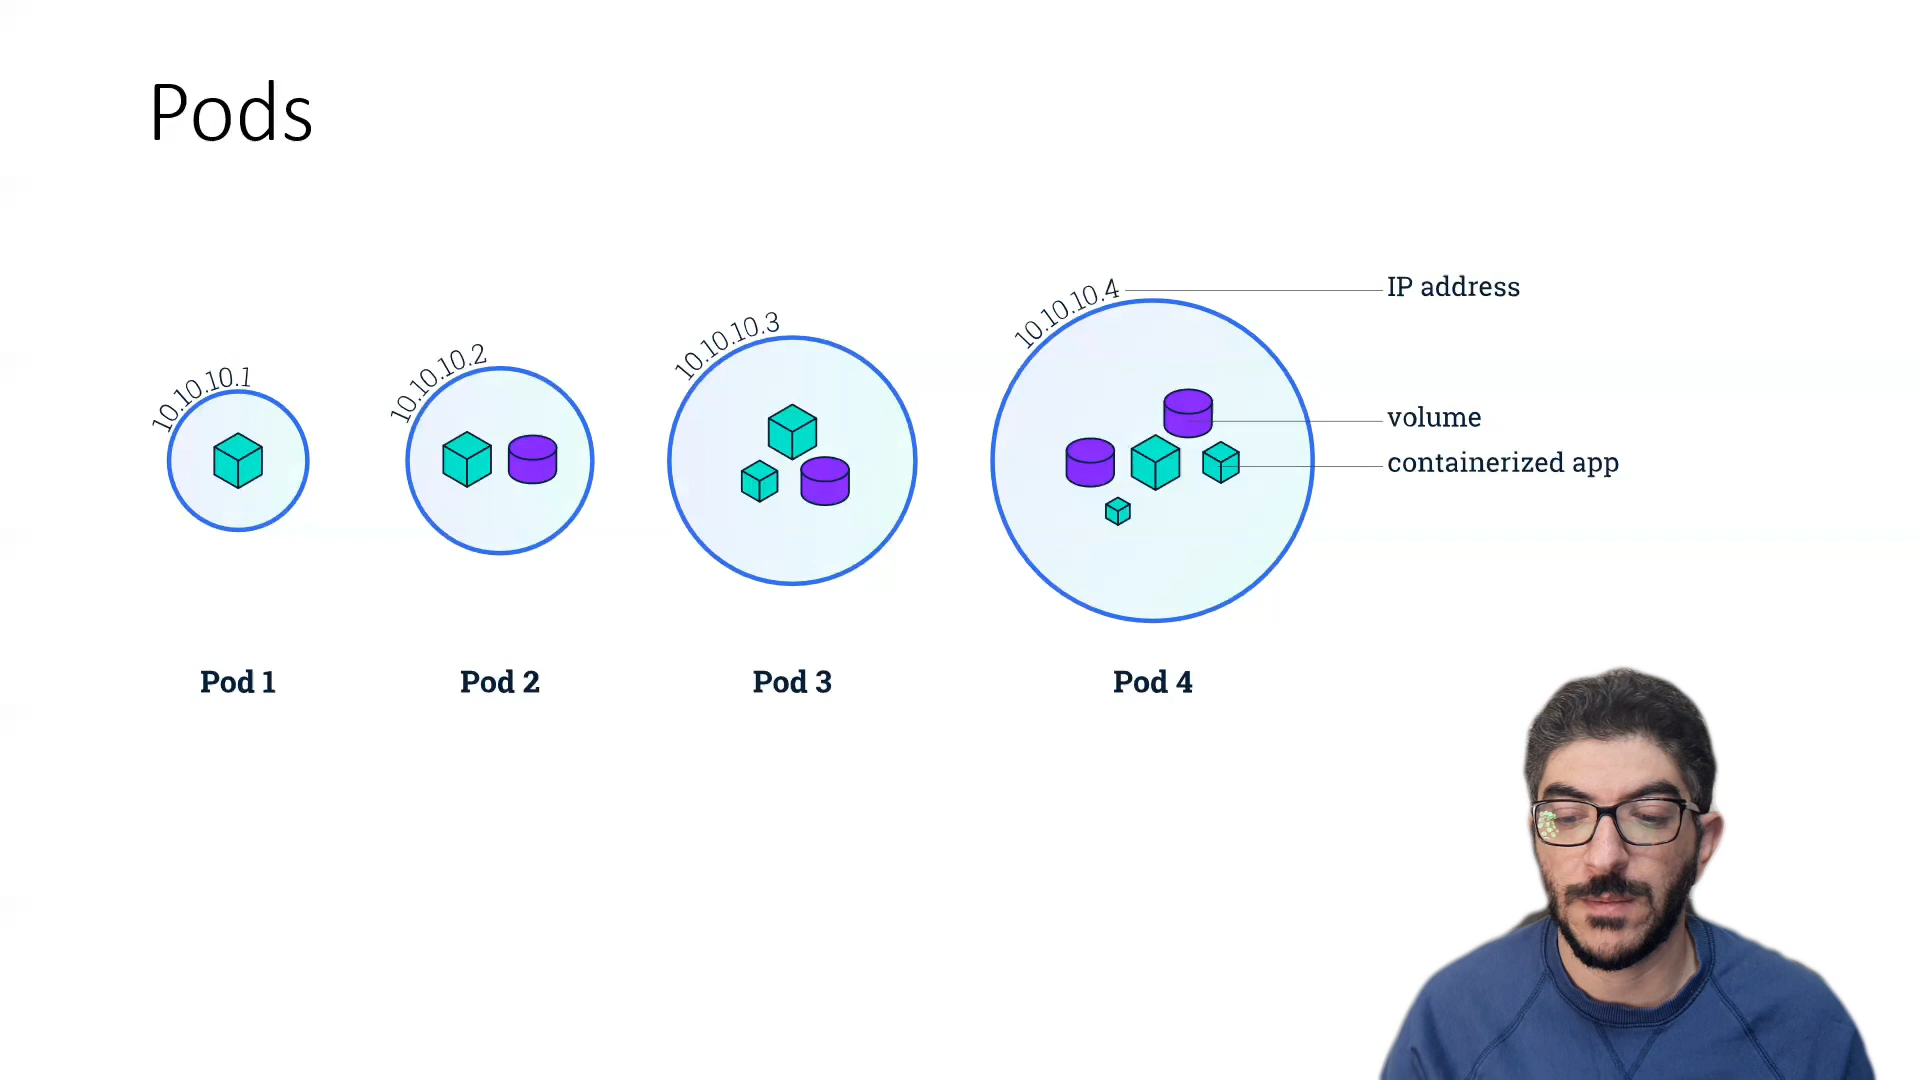 Pods
10.10.10.1
10.10.10.2
10.10.10.3
10.10.10.4
IP address
volume
containerized app
Pod 1
Pod 2
Pod 3
Pod 4